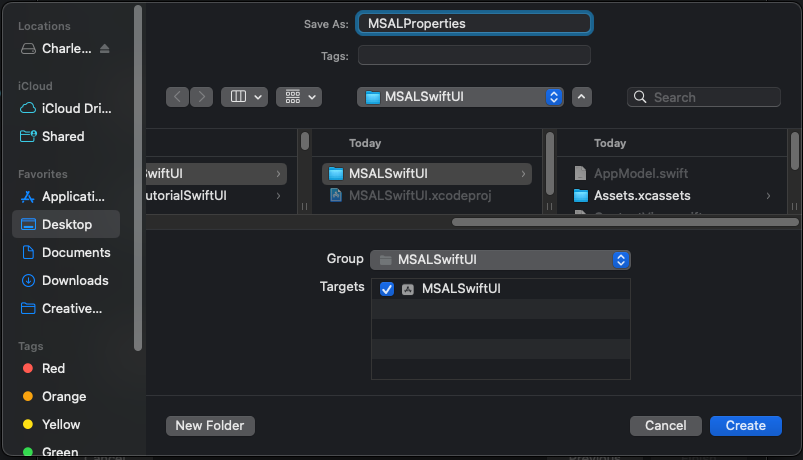 Locations
Charle...
iCloud
iCloud Dri...
Shared
Favorites
Applicati...
Desktop
Documents
Downloads
Creative...
Tags
Red
Orange
Yellow
Green
Save As: MSALProperties
Tags:
MSALSwiftUI
Search
Today
Today
SwiftUI
MSALSwiftUI
AppModel.swift
utorialSwiftUI
MSALSwiftUI.xcodeproj
Assets.xcassets
Group MSALSwiftUI
Targets MSALSwiftUI
New Folder
Cancel
Create